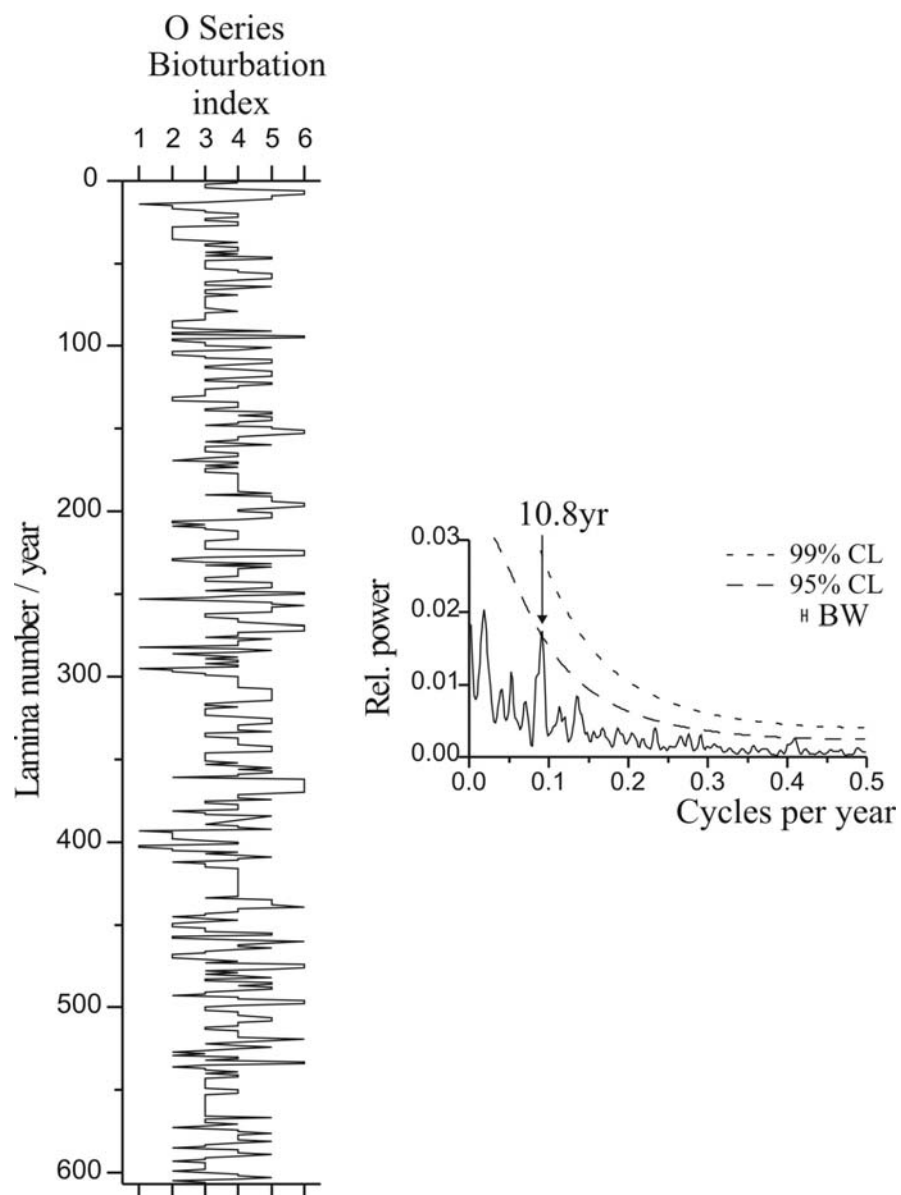 O Series
Bioturbation
index
1 2 3 4 5 6
0
100
200
300
400
500
600
Lamina number / year
10.8yr
0.03
0.02
0.01
0.00
Rel. power
99% CL
95% CL
BW
0.0 0.1 0.2 0.3 0.4 0.5
Cycles per year